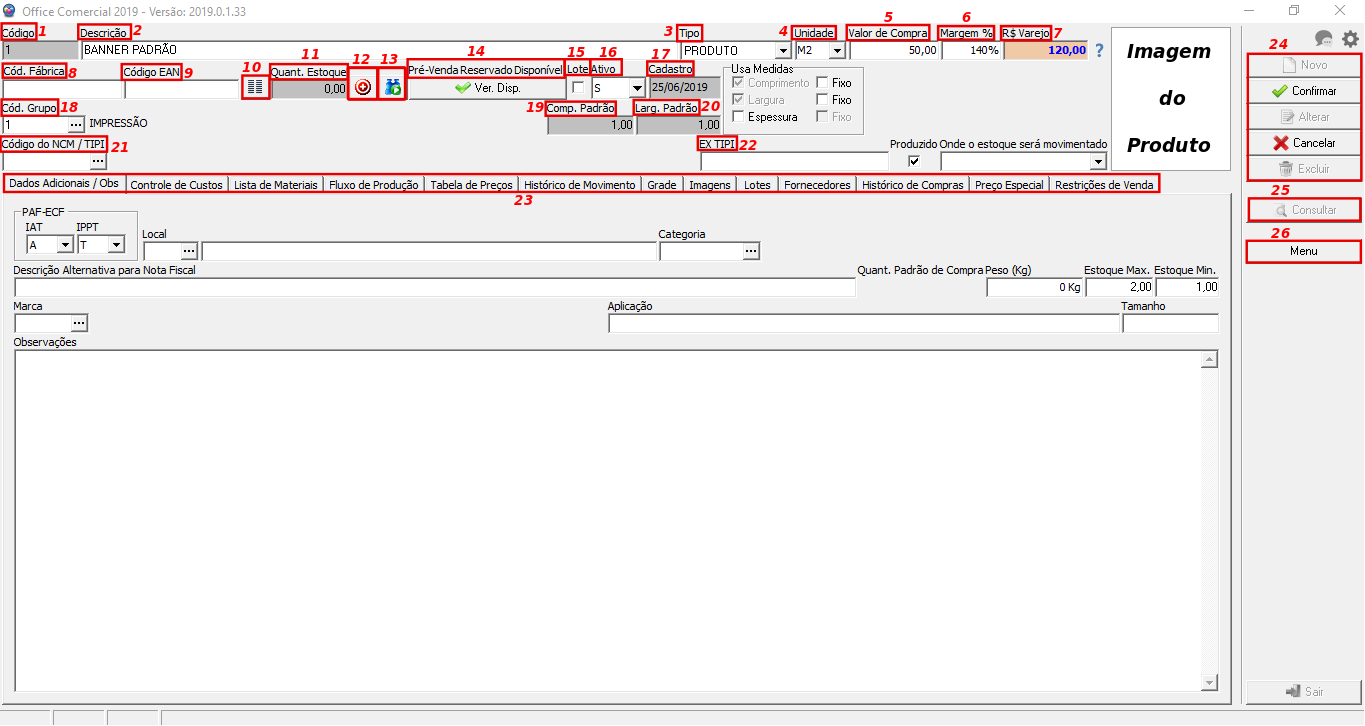 Office Comercial 2019 - Versão: 2019.0.1.33
Código 1 Descrição 2 3 Tipo 4 Unidade 5 Valor de Compra 6 Margem % R$ Varejo 7
1 BANNER PADRÃO PRODUTO M2 50,00 140% 120,00 ?
Cód. Fábrica 8 Código EAN 9 10 11 Quant. Estoque 12 13 14 Pré-Venda Reservado Disponível 15 Lote 16 Ativo 17 Cadastro Usa Medidas
0,00 Ver. Disp. S 25/06/2019 Comprimento Fixo
Largura Fixo
Espessura Fixo
Cód. Grupo 18 19 Comp. Padrão Larg. Padrão 20
1 ... IMPRESSÃO 1,00 1,00
Código do NCM / TIPI 21 EX TIPI 22 Produzido Onde o estoque será movimentado
...
Imagem
do
Produto
Dados Adicionais / Obs Controle de Custos Lista de Materiais Fluxo de Produção Tabela de Preços Histórico de Movimento Grade Imagens Lotes Fornecedores Histórico de Compras Preço Especial Restrições de Venda
23
PAF-ECF
IAT IPPT Local Categoria
A T ... ...
Descrição Alternativa para Nota Fiscal Quant. Padrão de Compra Peso (Kg) Estoque Max. Estoque Min.
0 Kg 2,00 1,00
Marca Aplicação Tamanho
...
Observações
24
Novo
Confirmar
Alterar
Cancelar
Excluir
25
Consultar
26
Menu
Sair